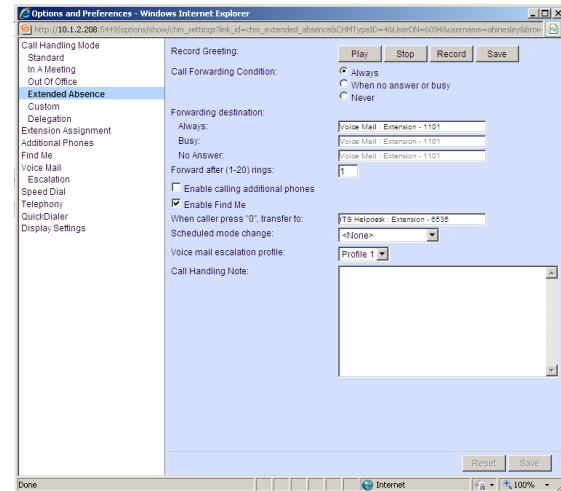 Options and Preferences - Windows Internet Explorer
http://10.1.2.208:5449/options/show/chm_settings?link_id=chm_extended_absence&CHMTypeID=46&UserDN=6094&username=ahinesley&brow
Call Handling Mode
Standard
In A Meeting
Out Of Office
Extended Absence
Custom
Delegation
Extension Assignment
Additional Phones
Find Me
Voice Mail
Escalation
Speed Dial
Telephony
QuickDialer
Display Settings
Record Greeting: Play Stop Record Save
Call Forwarding Condition: Always
When no answer or busy
Never
Forwarding destination:
Always: Voice Mail : Extension - 1101
Busy: Voice Mail : Extension - 1101
No Answer: Voice Mail : Extension - 1101
Forward after (1-20) rings: 1
Enable calling additional phones
Enable Find Me
When caller press "0", transfer to: ITS Helpdesk : Extension - 6535
Scheduled mode change: <None>
Voice mail escalation profile: Profile 1
Call Handling Note:
Reset Save
Done Internet 100%